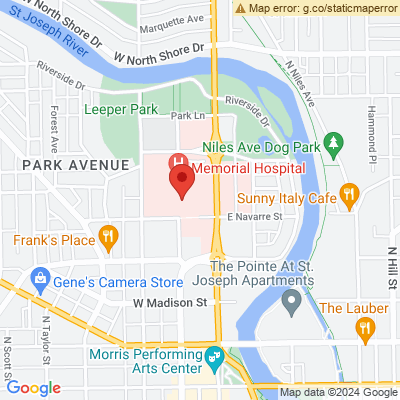 Map error: g.co/staticmaperror
Marquette Ave
W North Shore Dr
N North Shore Dr
St Joseph River
Riverside Dr
Riverside Dr
N Niles Ave
Leeper Park
Park Ln
Forest Ave
Hammond Pl
Niles Ave Dog Park
PARK AVENUE
H
Memorial Hospital
Sunny Italy Cafe
E Navarre St
Frank's Place
N Hill St
The Pointe At St.
Joseph Apartments
Gene's Camera Store
W Madison St
The Lauber
N Taylor St
N Scott St
Morris Performing
Arts Center
Google
Map data ©2024 Google